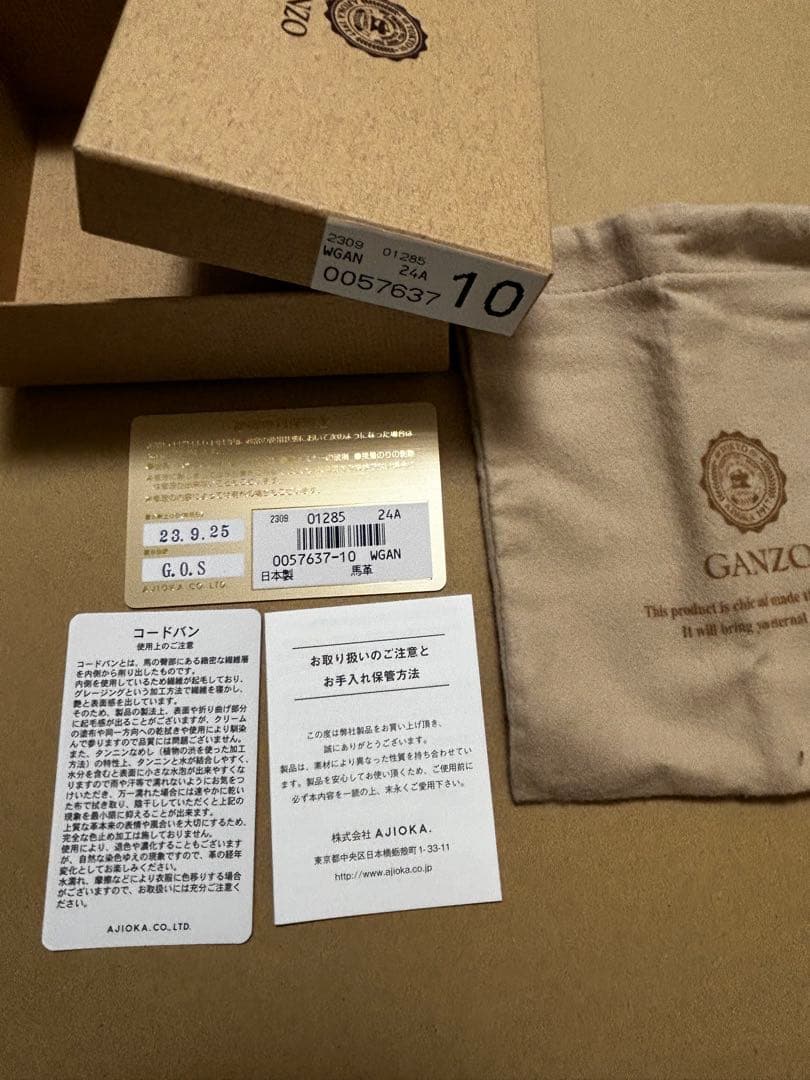 GANZO
2309 01285
WGAN 24A
0057637 10
23.9.25
G.O.S
AJIOKA CO. LTD.
2309 01285 24A
0057637-10 WGAN
日本製 馬革
GANZO
This product is chic
It will bring
コードバン
使用上のご注意
コードバンとは、馬の臀部にある緻密な繊維層
を内側から削り出したものです。
内側を使用しているため繊維が起毛しており、
グレージングという加工方法で繊維を寝かし、
艶と表面感を出しています。
そのため、製品の製法上、表面や折り曲げ部分
に起毛感が出ることがございますが、クリーム
の塗布や同一方向への乾拭きや使用により馴染
んで参りますので品質には問題ございません。
また、タンニンなめし（植物の渋を使った加工
方法）の特性上、タンニンと水が結合しやすく、
水分を含むと表面に小さな水泡が出来やすくな
りますので雨や汗等で濡れないようにお気をつ
けいただき、万一濡れた場合には速やかに乾い
た布で拭き取り、陰干ししていただくと上記の
現象を最小限に抑えることが出来ます。
上質な革本来の表情や風合いを大切にするため、
完全な色止め加工は施しておりません。
使用により、退色や濃化することもございます
が、自然な染色ゆえの現象ですので、革の経年
変化としてお楽しみください。
水濡れ、摩擦などにより衣服に色移りする場合
がございますので、お取扱いには充分ご注意く
ださい。
AJIOKA.CO.,LTD.
お取り扱いのご注意と
お手入れ保管方法
この度は弊社製品をお買い上げ頂き、
誠にありがとうございます。
製品は、素材により異なった性質を持ち合わせてい
ます。製品を安心してお使い頂くため、ご使用前に
必ず本内容を一読の上、末永くご愛用下さい。
株式会社 AJIOKA.
東京都中央区日本橋蛎殻町1-33-11
http://www.ajioka.co.jp